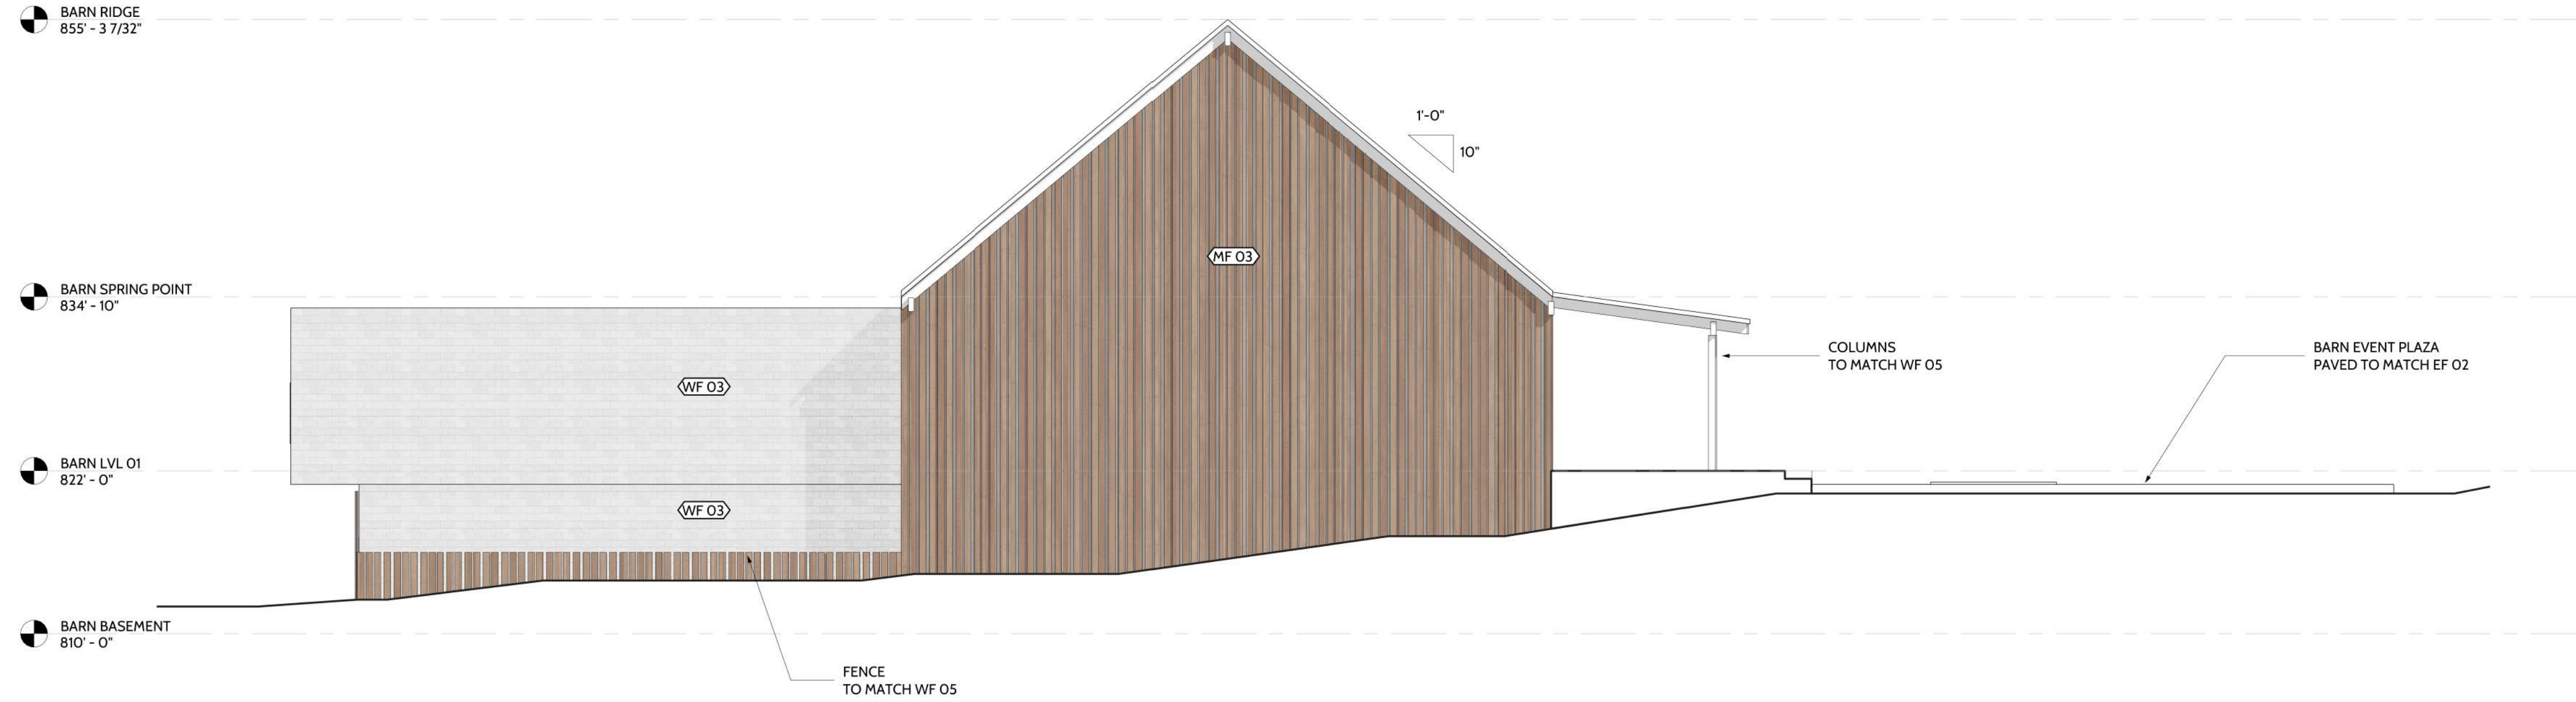 BARN RIDGE
855' - 3 7/32"
1'-0"
10"
MF 03
BARN SPRING POINT
834' - 10"
WF 03
COLUMNS
TO MATCH WF 05
BARN EVENT PLAZA
PAVED TO MATCH EF 02
BARN LVL 01
822' - 0"
WF 03
BARN BASEMENT
810' - 0"
FENCE
TO MATCH WF 05